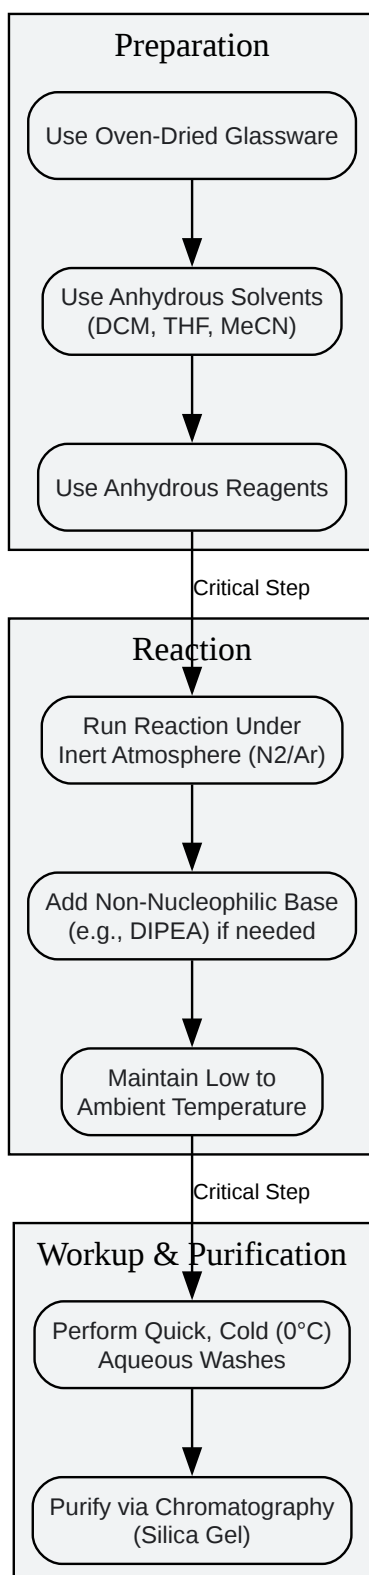 Preparation
Use Oven-Dried Glassware
Use Anhydrous Solvents
(DCM, THF, MeCN)
Use Anhydrous Reagents
Critical Step
Reaction
Run Reaction Under
Inert Atmosphere (N2/Ar)
Add Non-Nucleophilic Base
(e.g., DIPEA) if needed
Maintain Low to
Ambient Temperature
Critical Step
Workup & Purification
Perform Quick, Cold (0°C)
Aqueous Washes
Purify via Chromatography
(Silica Gel)